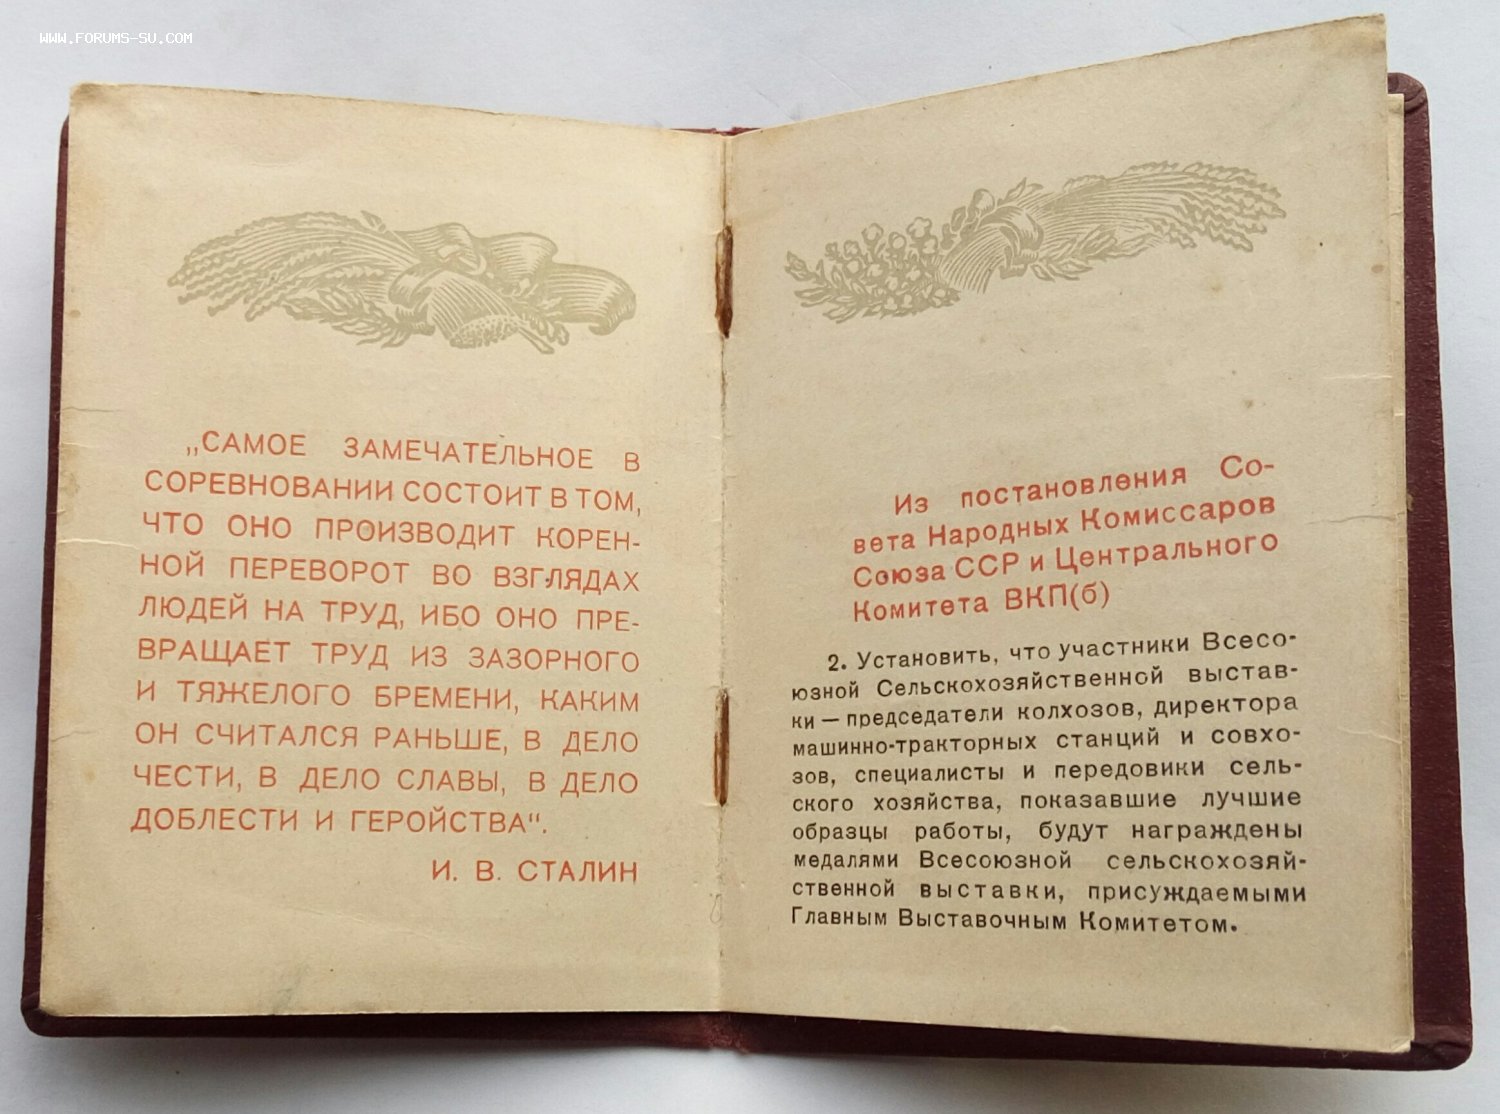 WWW.FORUMS-SU.COM
„САМОЕ ЗАМЕЧАТЕЛЬНОЕ В
СОРЕВНОВАНИИ СОСТОИТ В ТОМ,
ЧТО ОНО ПРОИЗВОДИТ КОРЕН-
НОЙ ПЕРЕВОРОТ ВО ВЗГЛЯДАХ
ЛЮДЕЙ НА ТРУД, ИБО ОНО ПРЕ-
ВРАЩАЕТ ТРУД ИЗ ЗАЗОРНОГО
И ТЯЖЕЛОГО БРЕМЕНИ, КАКИМ
ОН СЧИТАЛСЯ РАНЬШЕ, В ДЕЛО
ЧЕСТИ, В ДЕЛО СЛАВЫ, В ДЕЛО
ДОБЛЕСТИ И ГЕРОЙСТВА“.
И. В. СТАЛИН
Из постановления Со-
вета Народных Комиссаров
Союза ССР и Центрального
Комитета ВКП(б)
2. Установить, что участники Всесо-
юзной Сельскохозяйственной выстав-
ки — председатели колхозов, директора
машинно-тракторных станций и совхо-
зов, специалисты и передовики сель-
ского хозяйства, показавшие лучшие
образцы работы, будут награждены
медалями Всесоюзной сельскохозяй-
ственной выставки, присуждаемыми
Главным Выставочным Комитетом.